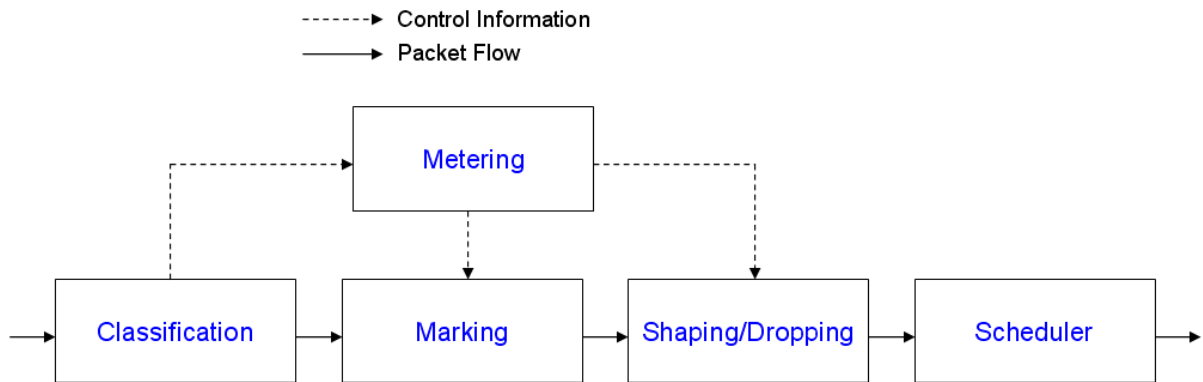 Control Information
Packet Flow
Metering
Classification
Marking
Shaping/Dropping
Scheduler